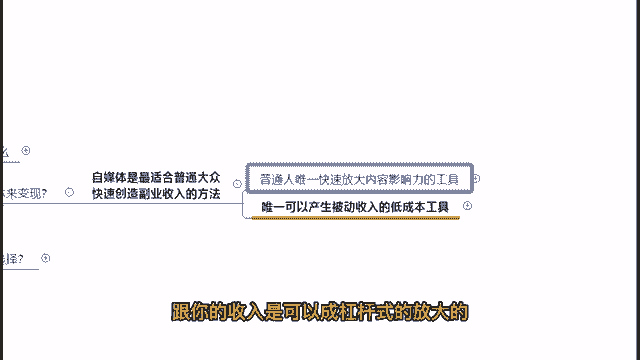 么
自媒体是最适合普通大众
快速创造副业收入的方法
来变现?
普通人唯一快速放大内容影响力的工具
唯一可以产生被动收入的低成本工具
择?
跟你的收入是可以成杠杆式的放大的